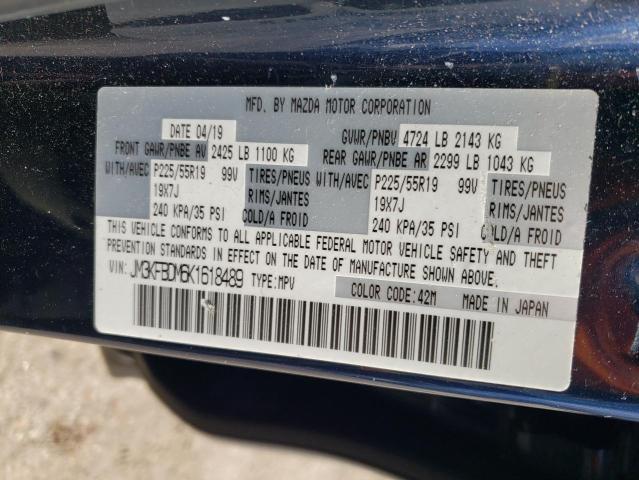 MFD. BY MAZDA MOTOR CORPORATION
DATE 04/19 GVWR/PNBV 4724 LB 2143 KG
FRONT GAWR/PNBE AV 2425 LB 1100 KG REAR GAWR/PNBE AR 2299 LB 1043 KG
WITH/AVEC P225/55R19 99V TIRES/PNEUS WITH/AVEC P225/55R19 99V TIRES/PNEUS
19X7J RIMS/JANTES 19X7J RIMS/JANTES
240 KPA/35 PSI COLD/A FROID 240 KPA/35 PSI COLD/A FROID
THIS VEHICLE CONFORMS TO ALL APPLICABLE FEDERAL MOTOR VEHICLE SAFETY AND THEFT
PREVENTION STANDARDS IN EFFECT ON THE DATE OF MANUFACTURE SHOWN ABOVE.
VIN: JM3KFBDM6K1618489 TYPE: MPV
COLOR CODE: 42M MADE IN JAPAN